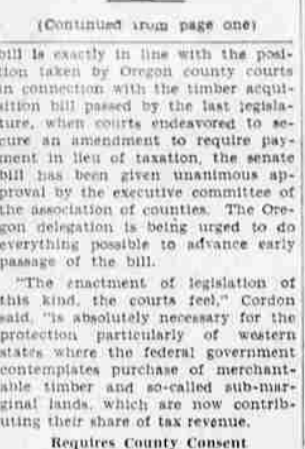 (Continued from page one)
bill is exactly in line with the posi-
tion taken by Oregon county courts
in connection with the timber acqui-
sition bill passed by the last legisla-
ture, when courts endeavored to se-
cure an amendment to require pay-
ment in lieu of taxation, the senate
bill has been given unanimous ap-
proval by the executive committee of
the association of counties. The Ore-
gon delegation is being urged to do
everything possible to advance early
passage of the bill.
"The enactment of legislation of
this kind, the courts feel," Cordon
said, "is absolutely necessary for the
protection particularly of western
states where the federal government
contemplates purchase of merchant-
able timber and so-called sub-mar-
ginal lands, which are now contrib-
uting their share of tax revenue.
Requires County Consent